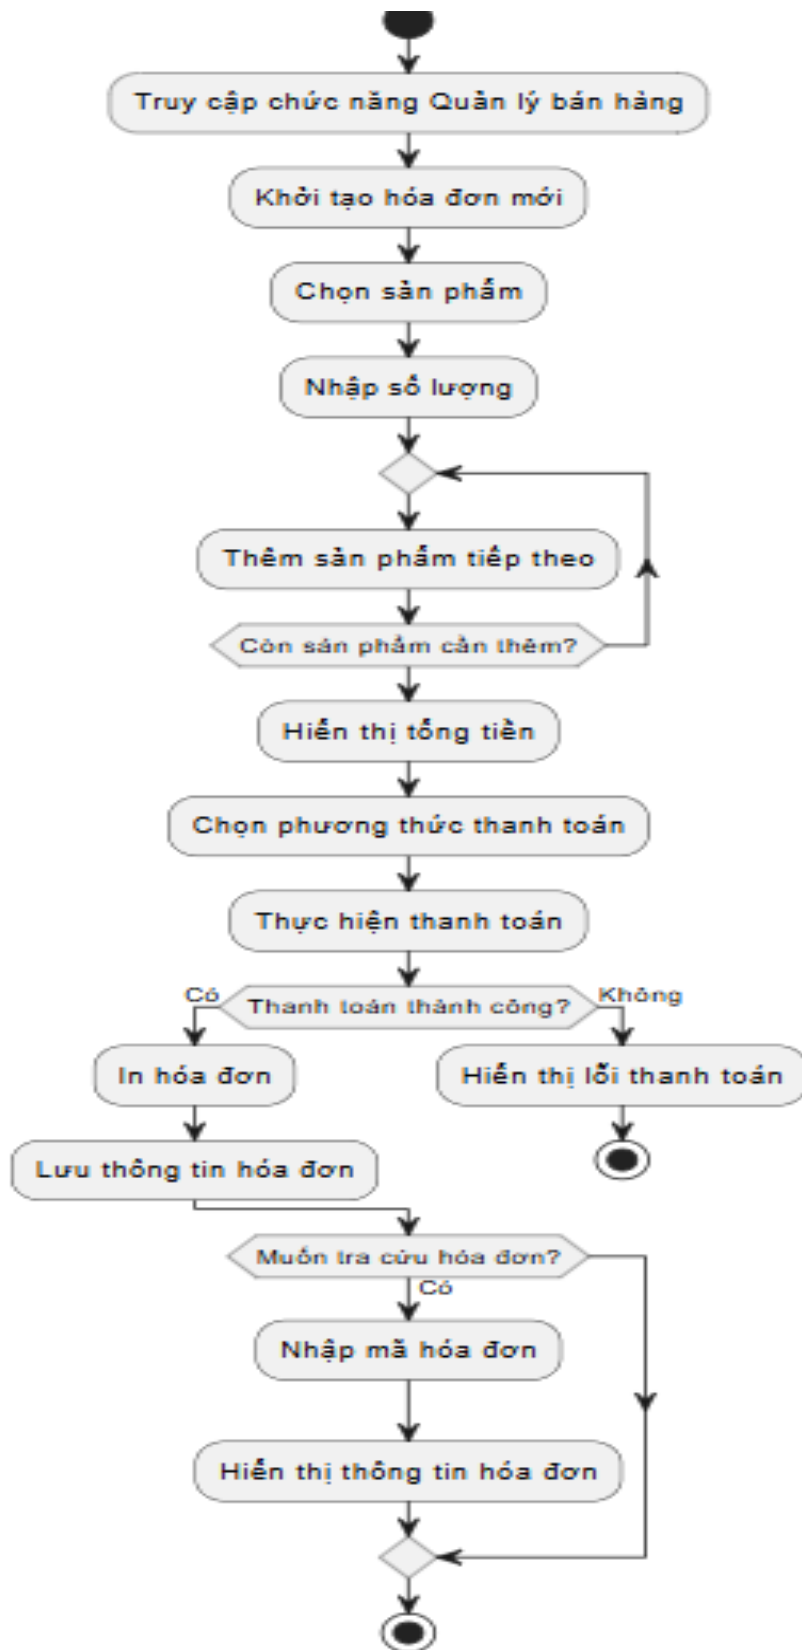 Truy cập chức năng Quản lý bán hàng
Khởi tạo hóa đơn mới
Chọn sản phẩm
Nhập số lượng
Thêm sản phẩm tiếp theo
Còn sản phẩm cần thêm?
Hiển thị tổng tiền
Chọn phương thức thanh toán
Thực hiện thanh toán
Có
Thanh toán thành công?
Không
In hóa đơn
Hiển thị lỗi thanh toán
Lưu thông tin hóa đơn
Muốn tra cứu hóa đơn?
Có
Nhập mã hóa đơn
Hiển thị thông tin hóa đơn